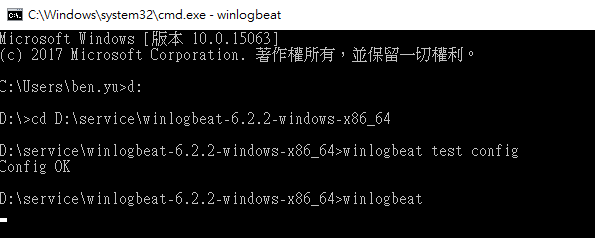 C:\Windows\system32\cmd.exe - winlogbeat
Microsoft Windows [版本 10.0.15063]
(c) 2017 Microsoft Corporation. 著作權所有，並保留一切權利。
C:\Users\ben.yu>d:
D:\>cd D:\service\winlogbeat-6.2.2-windows-x86_64
D:\service\winlogbeat-6.2.2-windows-x86_64>winlogbeat test config
Config OK
D:\service\winlogbeat-6.2.2-windows-x86_64>winlogbeat